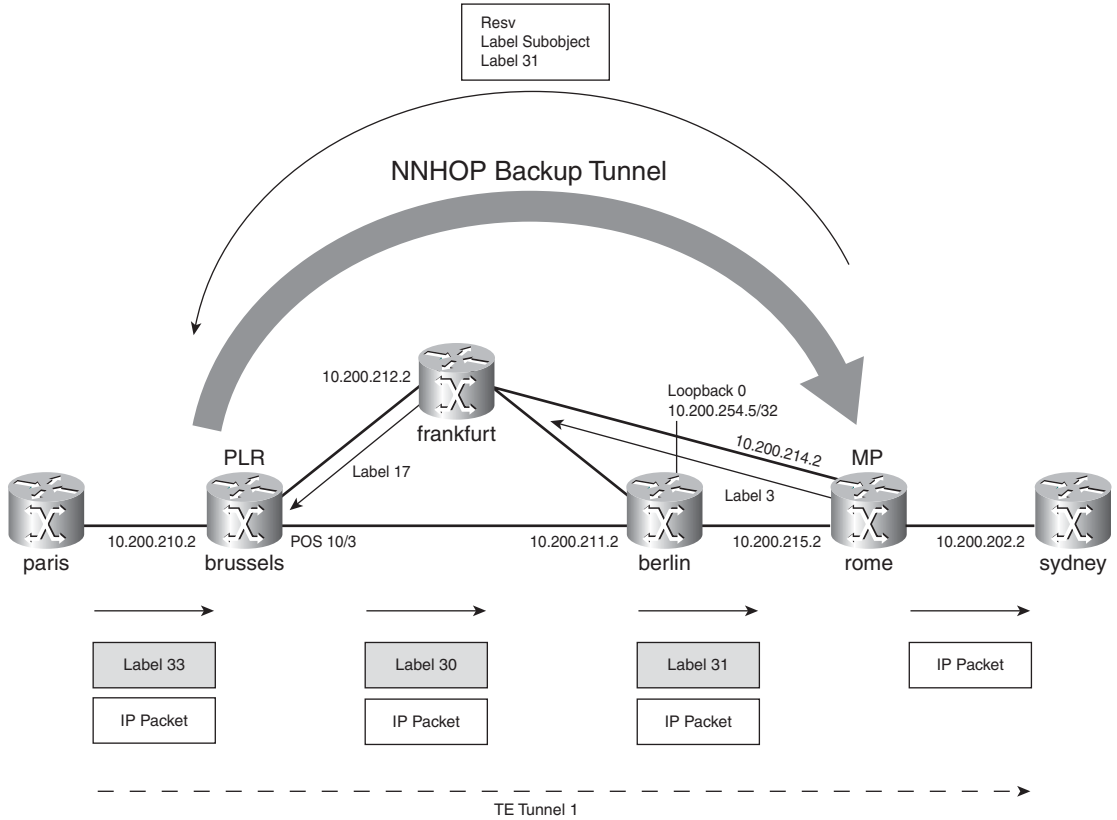 Resv
Label Subobject
Label 31
NNHOP Backup Tunnel
10.200.212.2
frankfurt
Loopback 0
10.200.254.5/32
10.200.214.2
PLR
Label 17
Label 3
MP
10.200.210.2
POS 10/3
10.200.211.2
10.200.215.2
10.200.202.2
paris
brussels
berlin
rome
sydney
Label 33
Label 30
Label 31
IP Packet
IP Packet
IP Packet
IP Packet
TE Tunnel 1